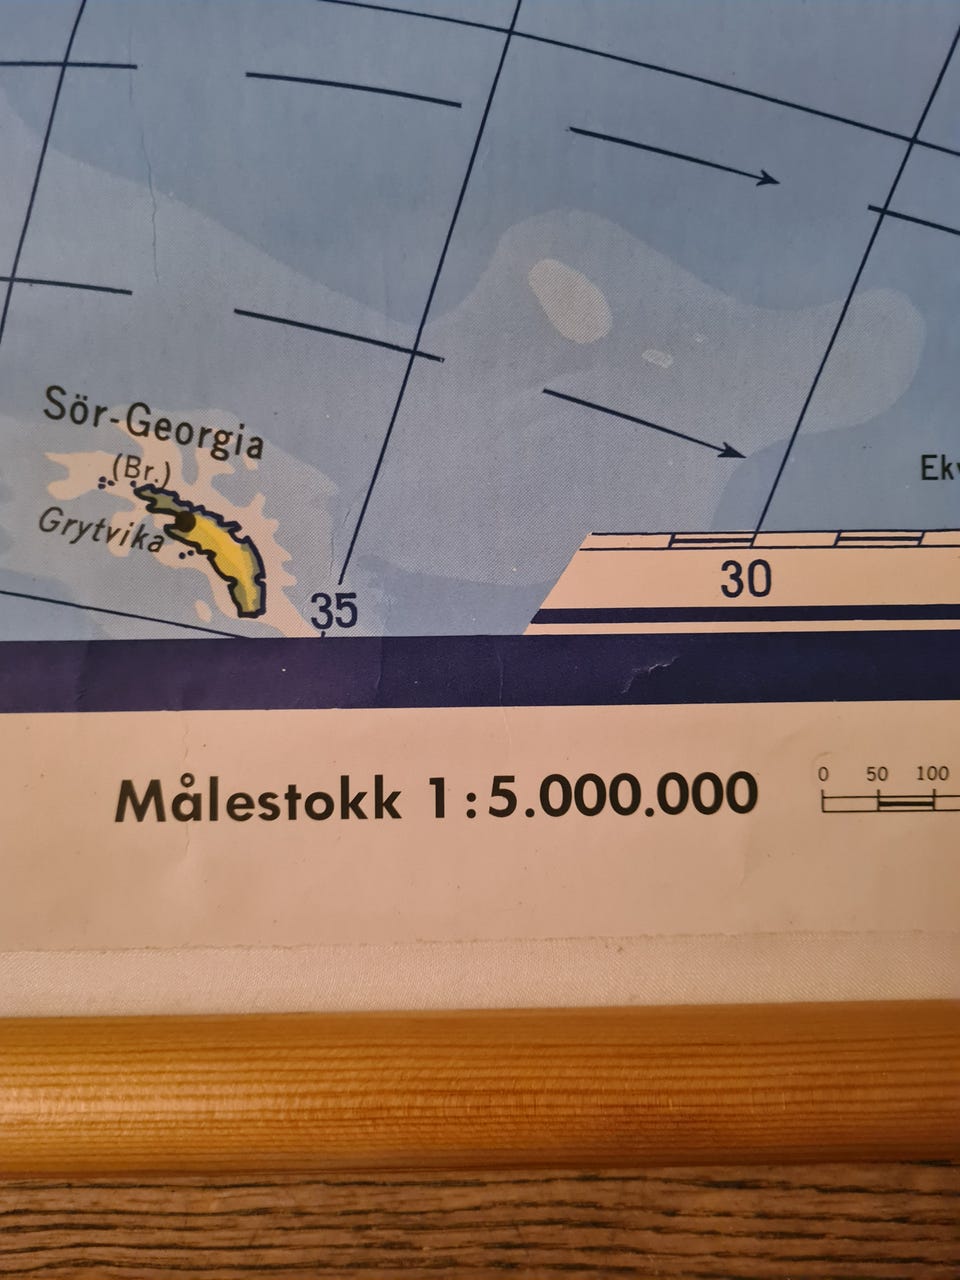 Sör-Georgia
(Br.)
Grytvika
35
30
Målestokk 1:5.000.000
0 50 100